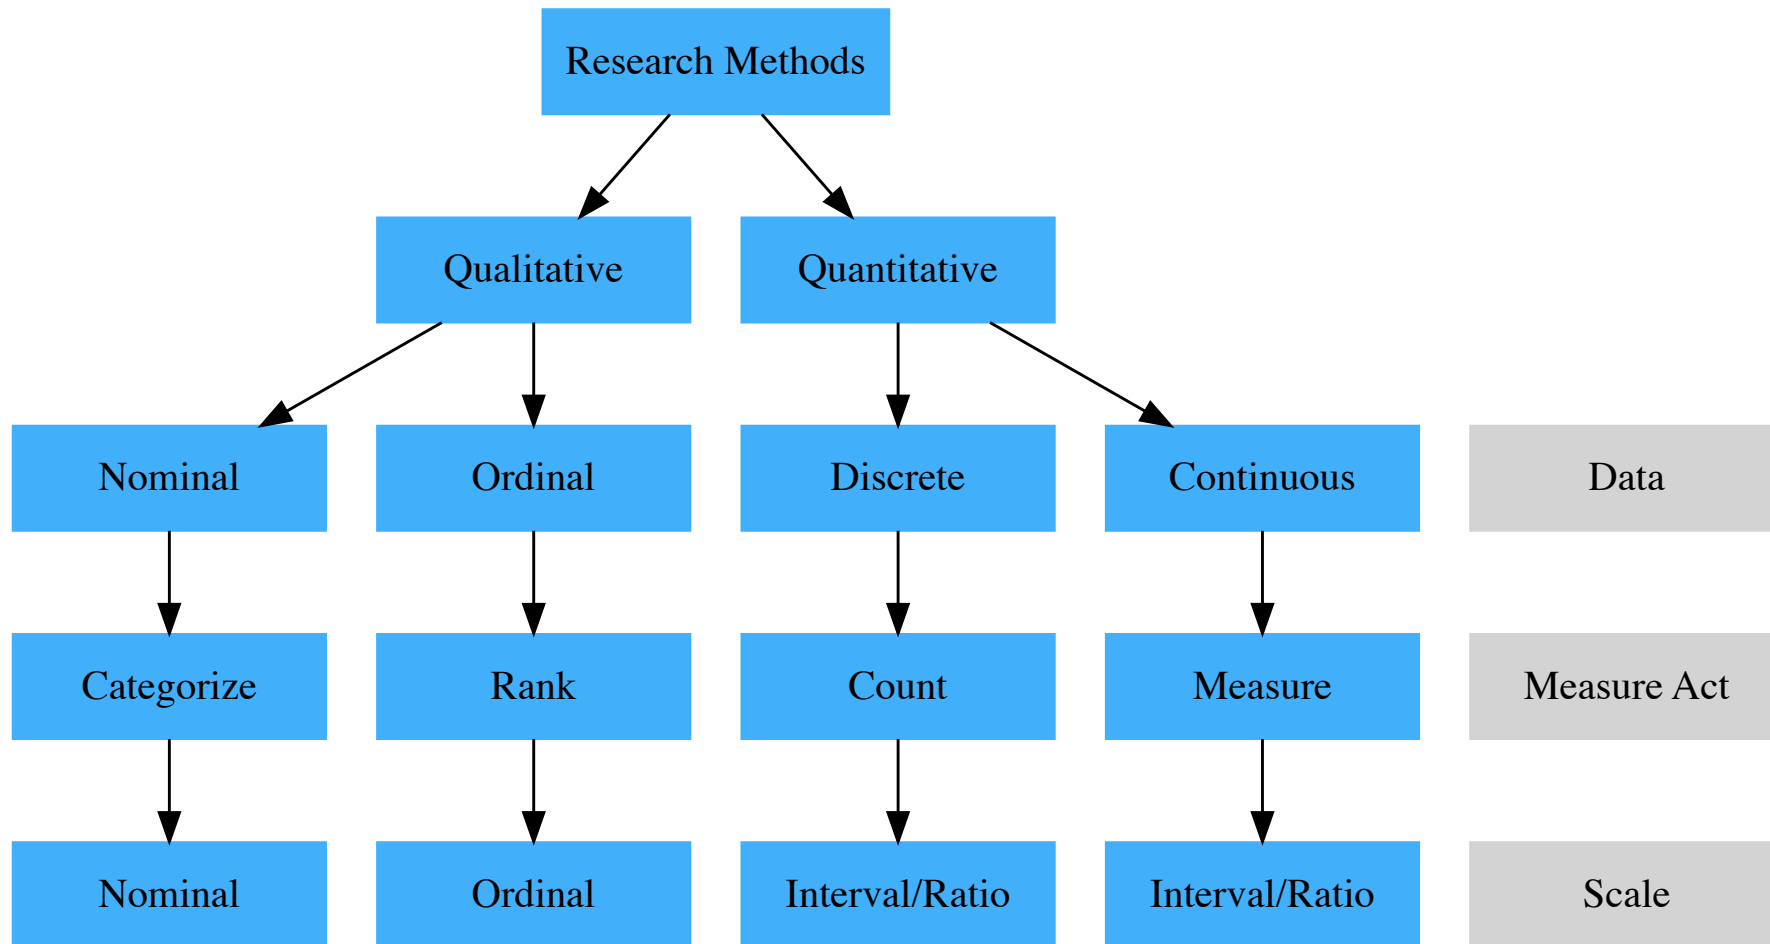 Research Methods
Qualitative
Quantitative
Nominal
Ordinal
Discrete
Continuous
Data
Categorize
Rank
Count
Measure
Measure Act
Nominal
Ordinal
Interval/Ratio
Interval/Ratio
Scale